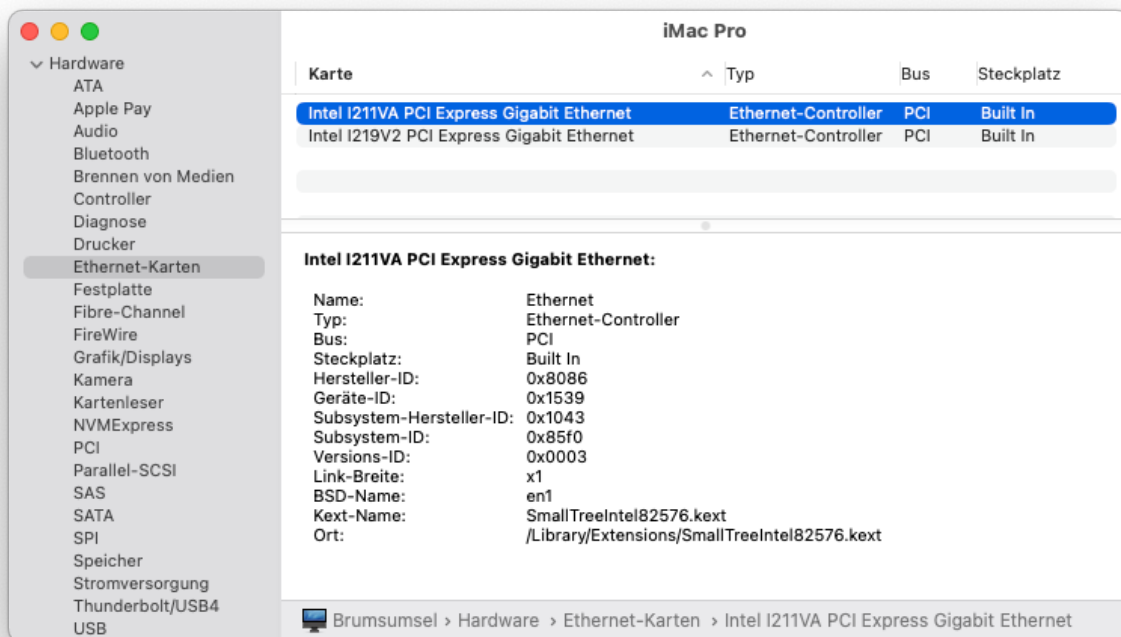 iMac Pro
Hardware
ATA
Apple Pay
Audio
Bluetooth
Brennen von Medien
Controller
Diagnose
Drucker
Ethernet-Karten
Festplatte
Fibre-Channel
FireWire
Grafik/Displays
Kamera
Kartenleser
NVMExpress
PCI
Parallel-SCSI
SAS
SATA
SPI
Speicher
Stromversorgung
Thunderbolt/USB4
USB
Karte Typ Bus Steckplatz
Intel I211VA PCI Express Gigabit Ethernet Ethernet-Controller PCI Built In
Intel I219V2 PCI Express Gigabit Ethernet Ethernet-Controller PCI Built In
Intel I211VA PCI Express Gigabit Ethernet:
Name: Ethernet
Typ: Ethernet-Controller
Bus: PCI
Steckplatz: Built In
Hersteller-ID: 0x8086
Geräte-ID: 0x1539
Subsystem-Hersteller-ID: 0x1043
Subsystem-ID: 0x85f0
Versions-ID: 0x0003
Link-Breite: x1
BSD-Name: en1
Kext-Name: SmallTreeIntel82576.kext
Ort: /Library/Extensions/SmallTreeIntel82576.kext
Brumsumsel › Hardware › Ethernet-Karten › Intel I211VA PCI Express Gigabit Ethernet